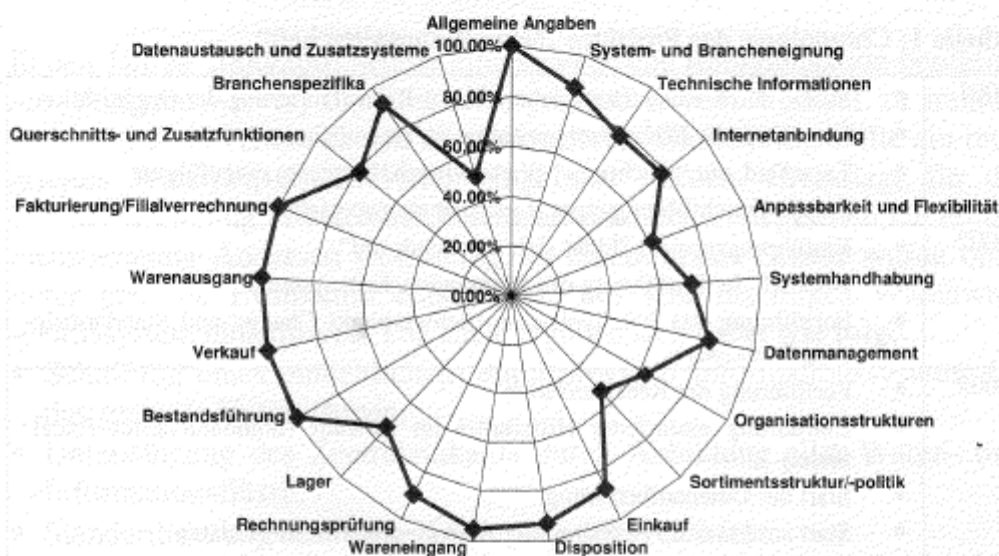 Allgemeine Angaben
Datenaustausch und Zusatzsysteme
100.00%
System- und Brancheneignung
Branchenspezifika
80.00%
Technische Informationen
Querschnitts- und Zusatzfunktionen
60.00%
Internetanbindung
Fakturierung/Filialverrechnung
40.00%
Anpassbarkeit und Flexibilität
20.00%
Warenausgang
0.00%
Systemhandhabung
Verkauf
Datenmanagement
Bestandsführung
Organisationsstrukturen
Lager
Sortimentsstruktur/-politik
Rechnungsprüfung
Einkauf
Wareneingang
Disposition